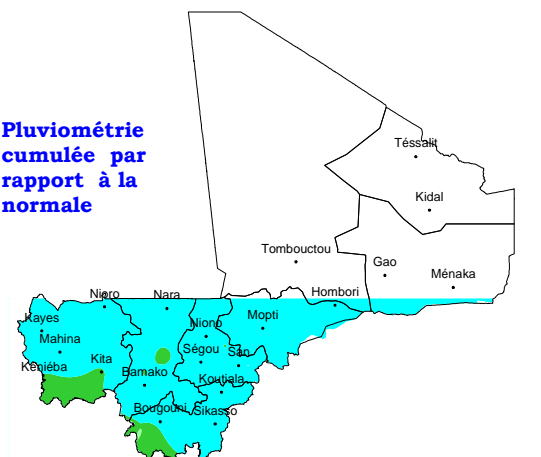 Pluviométrie
cumulée par
rapport à la
normale
Téssalit
Kidal
Tombouctou
Gao
Ménaka
Hombori
Nioro
Nara
Kayes
Niono
Mopti
Mahina
Ségou
San
Kéniéba
Kita
Bamako
Koutiala
Bougouni
Sikasso